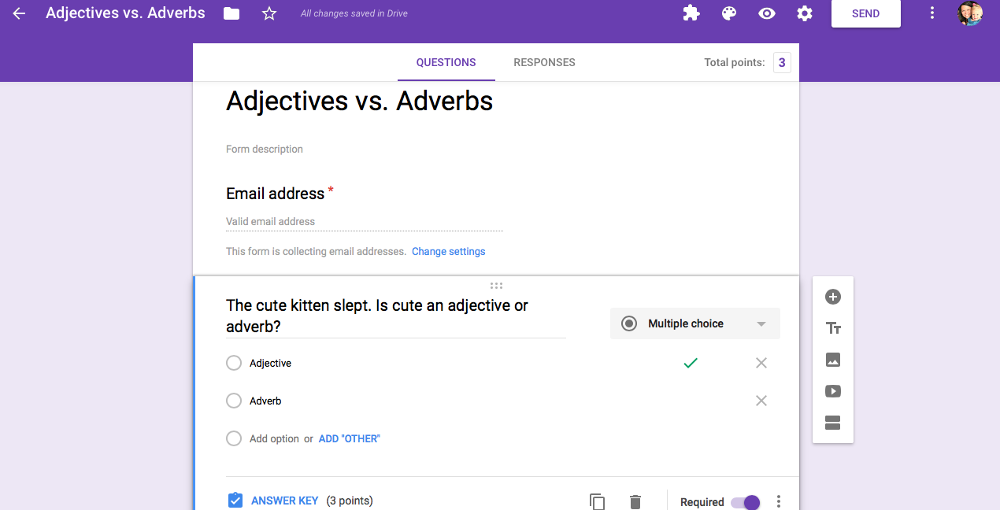 Adjectives vs. Adverbs
All changes saved in Drive
SEND
QUESTIONS
RESPONSES
Total points: 3
Adjectives vs. Adverbs
Form description
Email address *
Valid email address
This form is collecting email addresses. Change settings
The cute kitten slept. Is cute an adjective or
adverb?
Multiple choice
Adjective
Adverb
Add option or ADD "OTHER"
ANSWER KEY (3 points)
Required